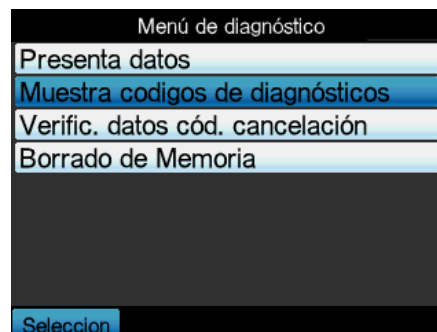 Menú de diagnóstico
Presenta datos
Muestra codigos de diagnósticos
Verific. datos cód. cancelación
Borrado de Memoria
Seleccion